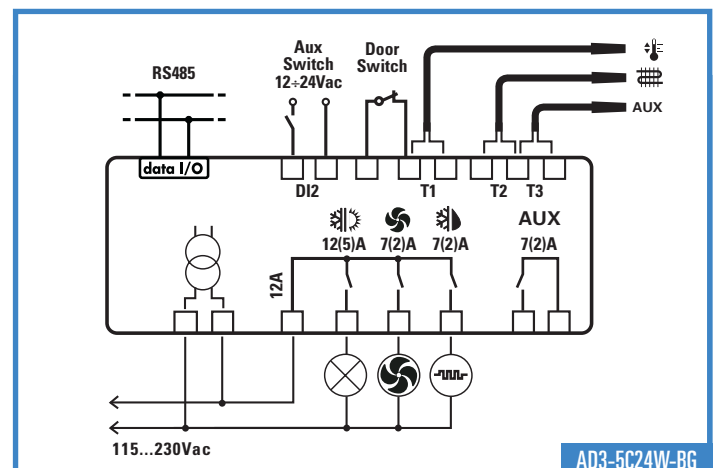 RS485
Aux
Switch
12÷24Vac
Door
Switch
AUX
data I/O
DI2
T1
T2
T3
AUX
12(5)A
7(2)A
7(2)A
7(2)A
12A
115...230Vac
AD3-5C24W-BG